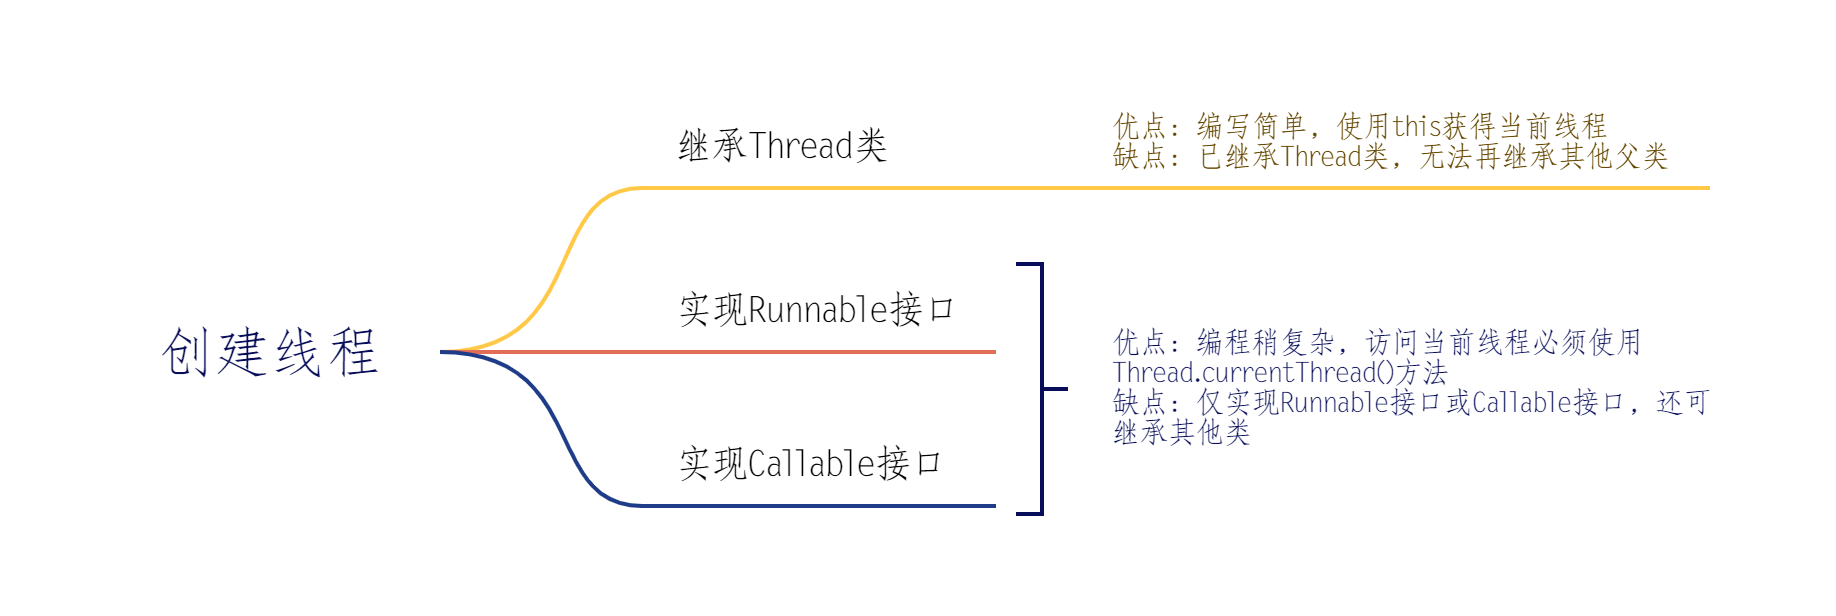 创建线程
继承Thread类
优点：编写简单，使用this获得当前线程
缺点：已继承Thread类，无法再继承其他父类
实现Runnable接口
实现Callable接口
优点：编程稍复杂，访问当前线程必须使用
Thread.currentThread()方法
缺点：仅实现Runnable接口或Callable接口，还可
继承其他类